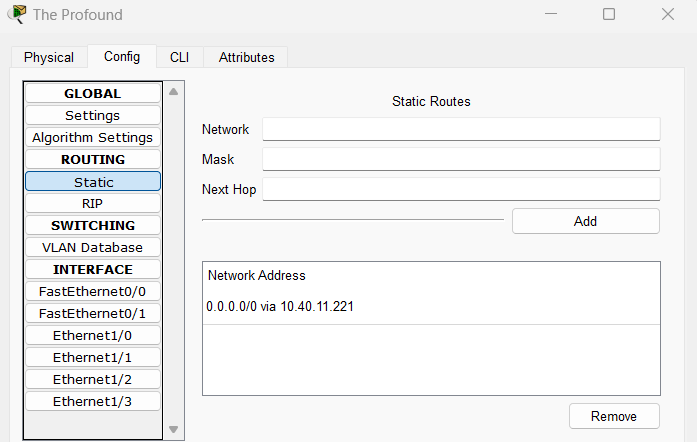 The Profound
Physical Config CLI Attributes
GLOBAL
Settings
Algorithm Settings
ROUTING
Static
RIP
SWITCHING
VLAN Database
INTERFACE
FastEthernet0/0
FastEthernet0/1
Ethernet1/0
Ethernet1/1
Ethernet1/2
Ethernet1/3
Static Routes
Network
Mask
Next Hop
Add
Network Address
0.0.0.0/0 via 10.40.11.221
Remove